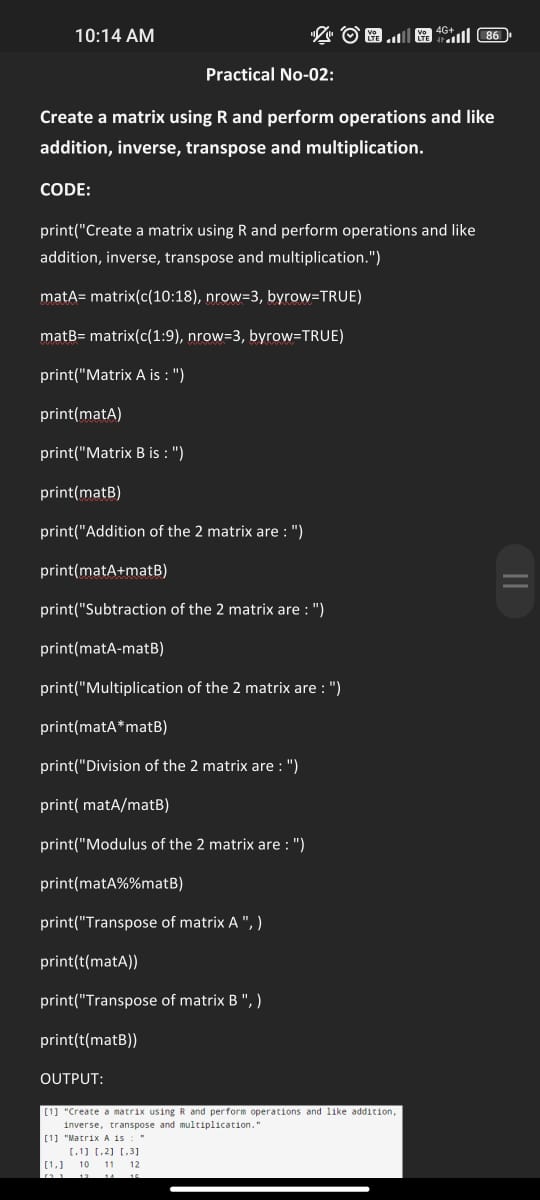 10:14 AM Vo LTE Vo LTE 4G+ 86
Practical No-02:
Create a matrix using R and perform operations and like
addition, inverse, transpose and multiplication.
CODE:
print("Create a matrix using R and perform operations and like
addition, inverse, transpose and multiplication.")
matA= matrix(c(10:18), nrow=3, byrow=TRUE)
matB= matrix(c(1:9), nrow=3, byrow=TRUE)
print("Matrix A is : ")
print(matA)
print("Matrix B is : ")
print(matB)
print("Addition of the 2 matrix are : ")
print(matA+matB)
print("Subtraction of the 2 matrix are : ")
print(matA-matB)
print("Multiplication of the 2 matrix are : ")
print(matA*matB)
print("Division of the 2 matrix are : ")
print( matA/matB)
print("Modulus of the 2 matrix are : ")
print(matA%%matB)
print("Transpose of matrix A ", )
print(t(matA))
print("Transpose of matrix B ", )
print(t(matB))
OUTPUT:
[1] "Create a matrix using R and perform operations and like addition,
inverse, transpose and multiplication."
[1] "Matrix A is : "
[,1] [,2] [,3]
[1,] 10 11 12